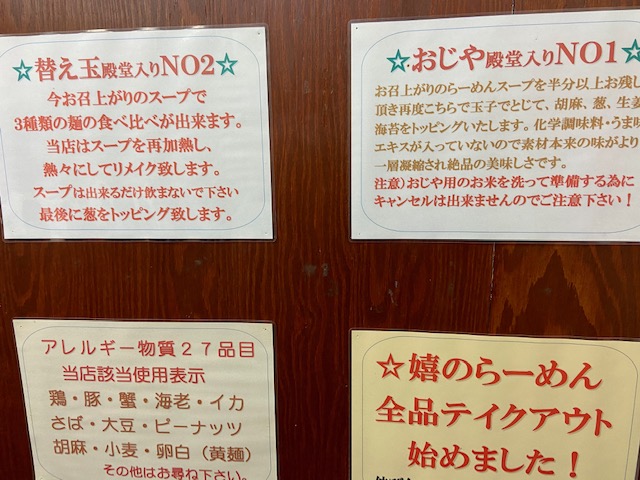 ☆替え玉殿堂入りNO2☆
今お召上がりのスープで
3種類の麺の食べ比べが出来ます。
当店はスープを再加熱し、
熱々にしてリメイク致します。
スープは出来るだけ飲まないで下さい
最後に葱をトッピング致します。
☆おじや殿堂入りNO1☆
お召上がりのらーめんスープを半分以上お残し
頂き再度こちらで玉子でとじて、胡麻、葱、生姜
海苔をトッピングいたします。化学調味料・うま味
エキスが入っていないので素材本来の味がより
一層凝縮され絶品の美味しさです。
注意）おじや用のお米を洗って準備する為に
キャンセルは出来ませんのでご注意下さい！
アレルギー物質27品目
当店該当使用表示
鶏・豚・蟹・海老・イカ
さば・大豆・ピーナッツ
胡麻・小麦・卵白（黄麺）
その他はお尋ね下さい。
☆嬉のらーめん
全品テイクアウト
始めました！